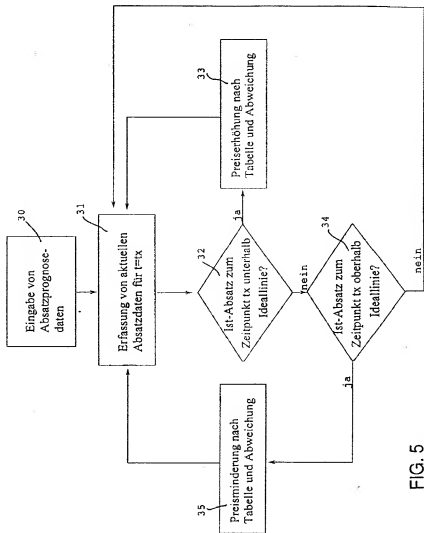 30
Eingabe von
Absatzprognose-
daten
31
Erfassung von aktuellen
Absatzdaten für t=tx
32
Ist-Absatz zum
Zeitpunkt tx unterhalb
Ideallinie?
ja
33
Preiserhöhung nach
Tabelle und Abweichung
nein
34
Ist-Absatz zum
Zeitpunkt tx oberhalb
Ideallinie?
nein
ja
35
Preisminderung nach
Tabelle und Abweichung
FIG. 5